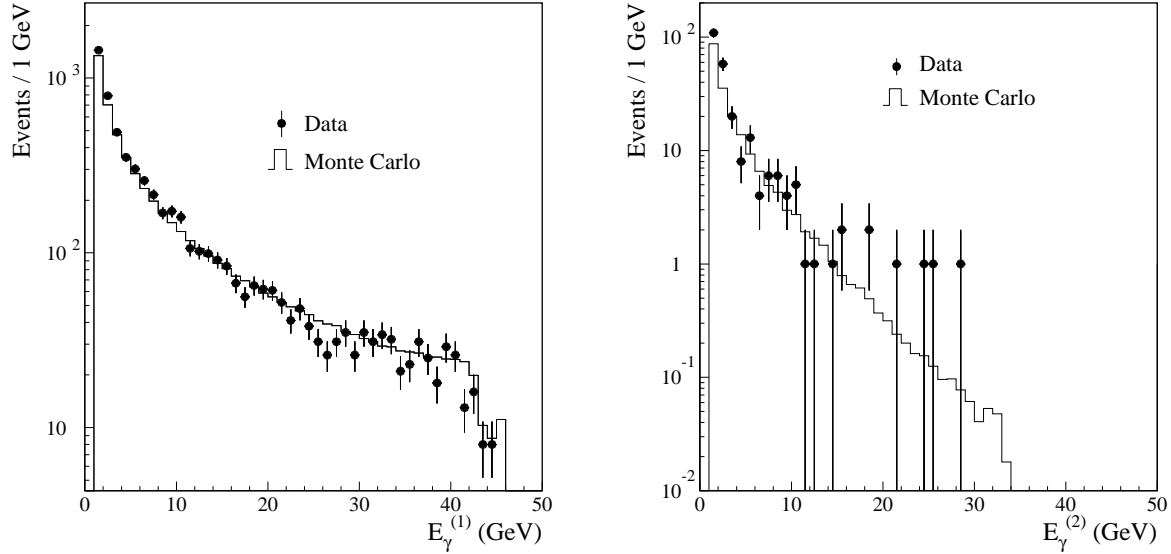 Events / 1 GeV
10 3
10 2
10
0 10 20 30 40 50
Eγ(1) (GeV)
Data
Monte Carlo
Events / 1 GeV
10 2
10
1
10 -1
10 -2
0 10 20 30 40 50
Eγ(2) (GeV)
Data
Monte Carlo